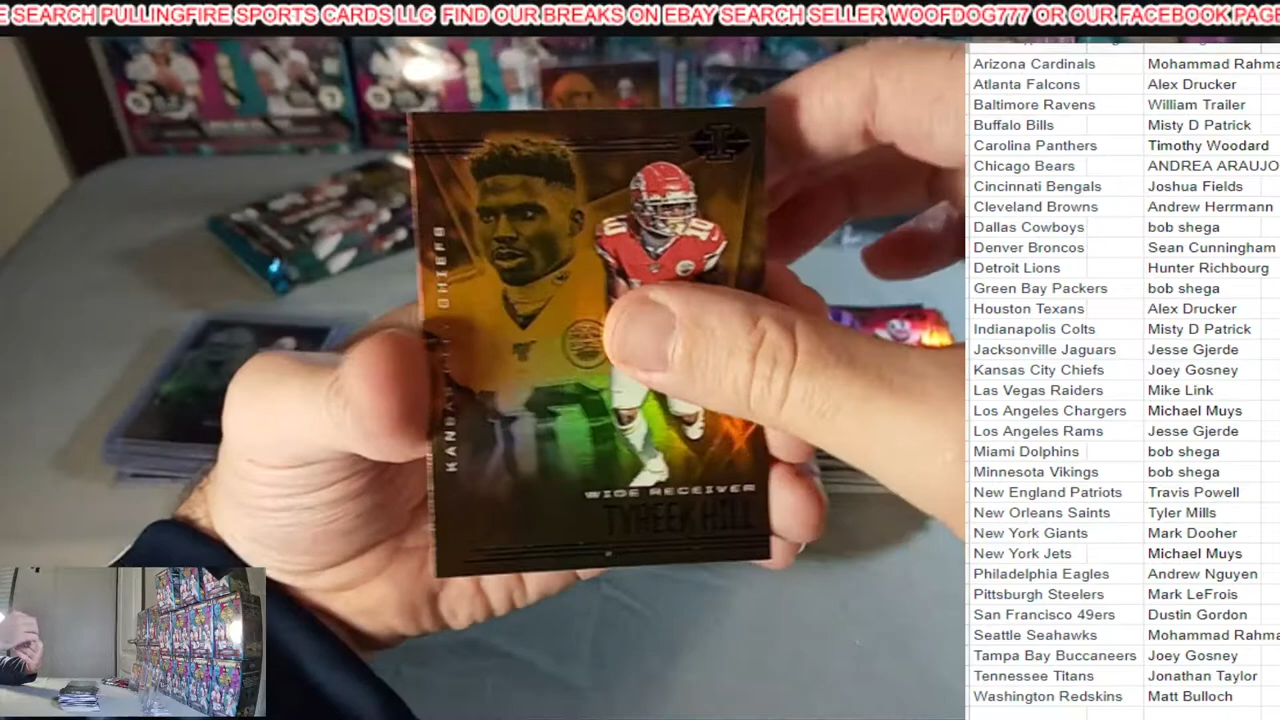 E SEARCH PULLINGFIRE SPORTS CARDS LLC FIND OUR BREAKS ON EBAY SEARCH SELLER WOOFDOG777 OR OUR FACEBOOK PAGE
CHIEFS
WIDE RECEIVER
TYREEK HILL
10
Arizona Cardinals Mohammad Rahma
Atlanta Falcons Alex Drucker
Baltimore Ravens William Trailer
Buffalo Bills Misty D Patrick
Carolina Panthers Timothy Woodard
Chicago Bears ANDREA ARAUJO
Cincinnati Bengals Joshua Fields
Cleveland Browns Andrew Herrmann
Dallas Cowboys bob shega
Denver Broncos Sean Cunningham
Detroit Lions Hunter Richbourg
Green Bay Packers bob shega
Houston Texans Alex Drucker
Indianapolis Colts Misty D Patrick
Jacksonville Jaguars Jesse Gjerde
Kansas City Chiefs Joey Gosney
Las Vegas Raiders Mike Link
Los Angeles Chargers Michael Muys
Los Angeles Rams Jesse Gjerde
Miami Dolphins bob shega
Minnesota Vikings bob shega
New England Patriots Travis Powell
New Orleans Saints Tyler Mills
New York Giants Mark Dooher
New York Jets Michael Muys
Philadelphia Eagles Andrew Nguyen
Pittsburgh Steelers Mark LeFrois
San Francisco 49ers Dustin Gordon
Seattle Seahawks Mohammad Rahma
Tampa Bay Buccaneers Joey Gosney
Tennessee Titans Jonathan Taylor
Washington Redskins Matt Bulloch